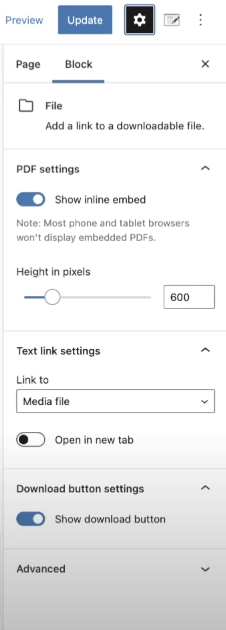 Preview Update
Page Block
File
Add a link to a downloadable file.
PDF settings
Show inline embed
Note: Most phone and tablet browsers
won't display embedded PDFs.
Height in pixels
600
Text link settings
Link to
Media file
Open in new tab
Download button settings
Show download button
Advanced